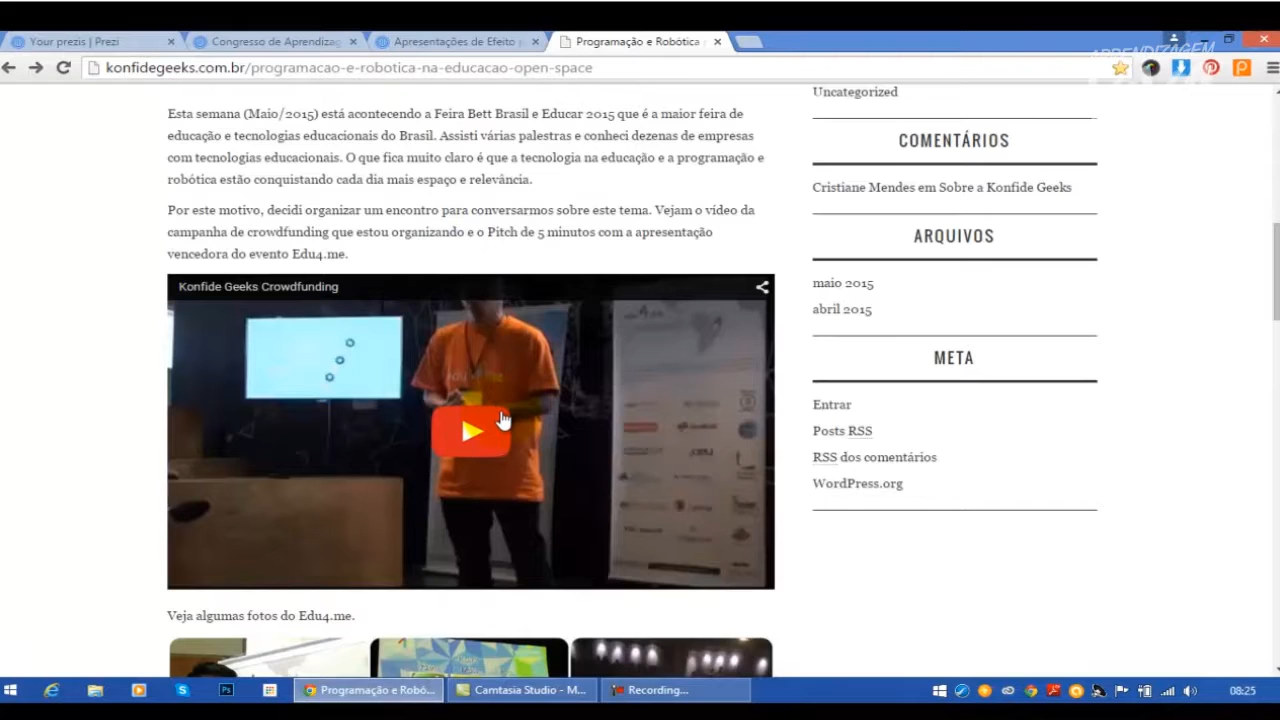 Your prezis | Prezi
Congresso de Aprendizag
Apresentações de Efeito
Programação e Robótica
APRENDIZAGEM
konfidegeeks.com.br/programacao-e-robotica-na-educacao-open-space
Esta semana (Maio/2015) está acontecendo a Feira Bett Brasil e Educar 2015 que é a maior feira de
educação e tecnologias educacionais do Brasil. Assisti várias palestras e conheci dezenas de empresas
com tecnologias educacionais. O que fica muito claro é que a tecnologia na educação e a programação e
robótica estão conquistando cada dia mais espaço e relevância.
Por este motivo, decidi organizar um encontro para conversarmos sobre este tema. Vejam o vídeo da
campanha de crowdfunding que estou organizando e o Pitch de 5 minutos com a apresentação
vencedora do evento Edu4.me.
Konfide Geeks Crowdfunding
Veja algumas fotos do Edu4.me.
Uncategorized
COMENTÁRIOS
Cristiane Mendes em Sobre a Konfide Geeks
ARQUIVOS
maio 2015
abril 2015
META
Entrar
Posts RSS
RSS dos comentários
WordPress.org
Programação e Robó...
Camtasia Studio - M...
Recording...
08:25